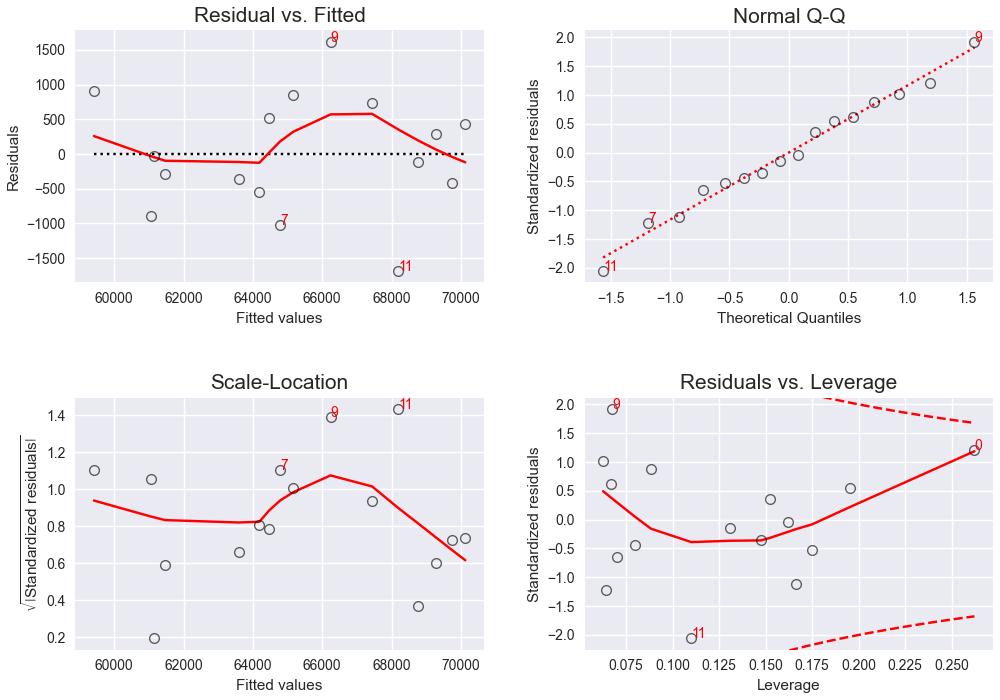 Residual vs. Fitted
Residuals
1500
1000
500
0
−500
−1000
−1500
9
7
11
60000 62000 64000 66000 68000 70000
Fitted values
Normal Q-Q
Standardized residuals
2.0
1.5
1.0
0.5
0.0
−0.5
−1.0
−1.5
−2.0
9
7
11
−1.5 −1.0 −0.5 0.0 0.5 1.0 1.5
Theoretical Quantiles
Scale-Location
√|Standardized residuals|
1.4
1.2
1.0
0.8
0.6
0.4
0.2
11
9
7
60000 62000 64000 66000 68000 70000
Fitted values
Residuals vs. Leverage
Standardized residuals
2.0
1.5
1.0
0.5
0.0
−0.5
−1.0
−1.5
−2.0
9
0
11
0.075 0.100 0.125 0.150 0.175 0.200 0.225 0.250
Leverage